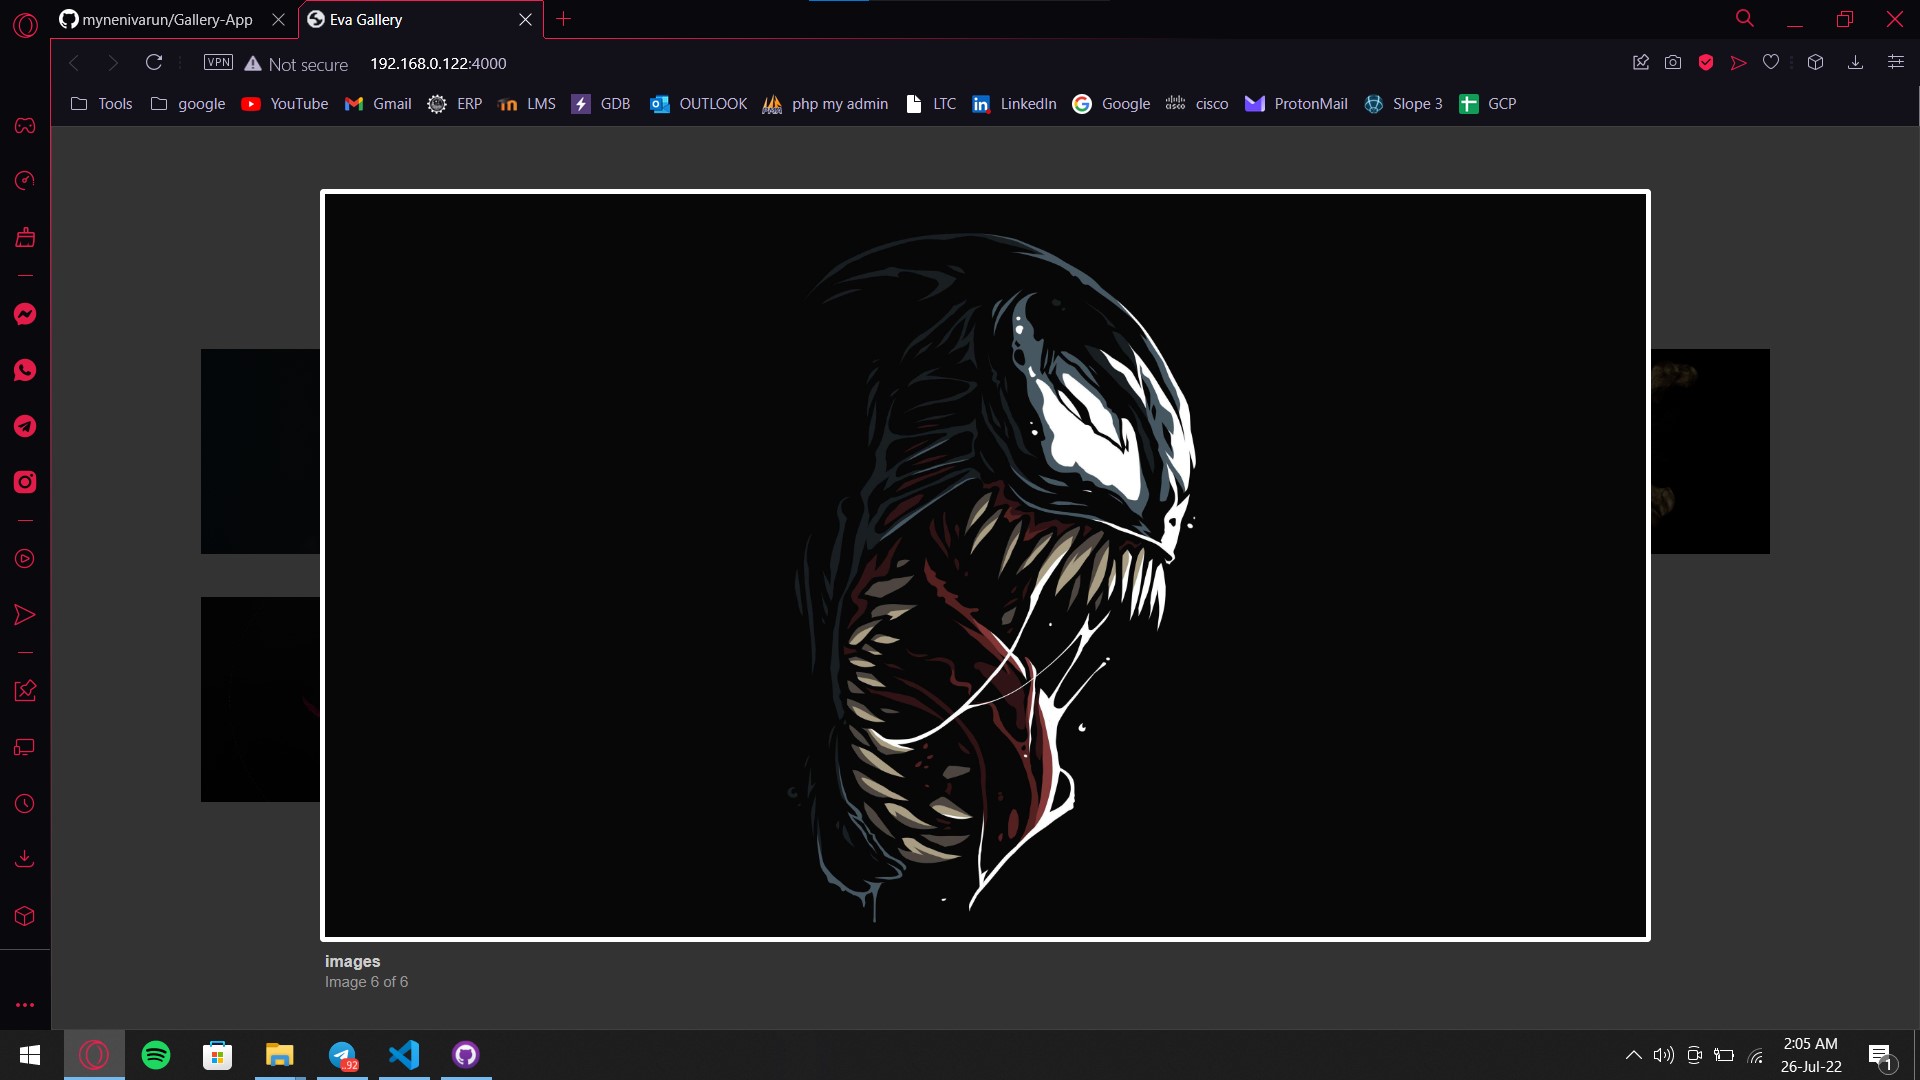 mynenivarun/Gallery-App
Eva Gallery
VPN
Not secure
192.168.0.122:4000
Tools
google
YouTube
Gmail
ERP
LMS
GDB
OUTLOOK
php my admin
LTC
LinkedIn
Google
cisco
ProtonMail
Slope 3
GCP
images
Image 6 of 6
92
2:05 AM
26-Jul-22
1